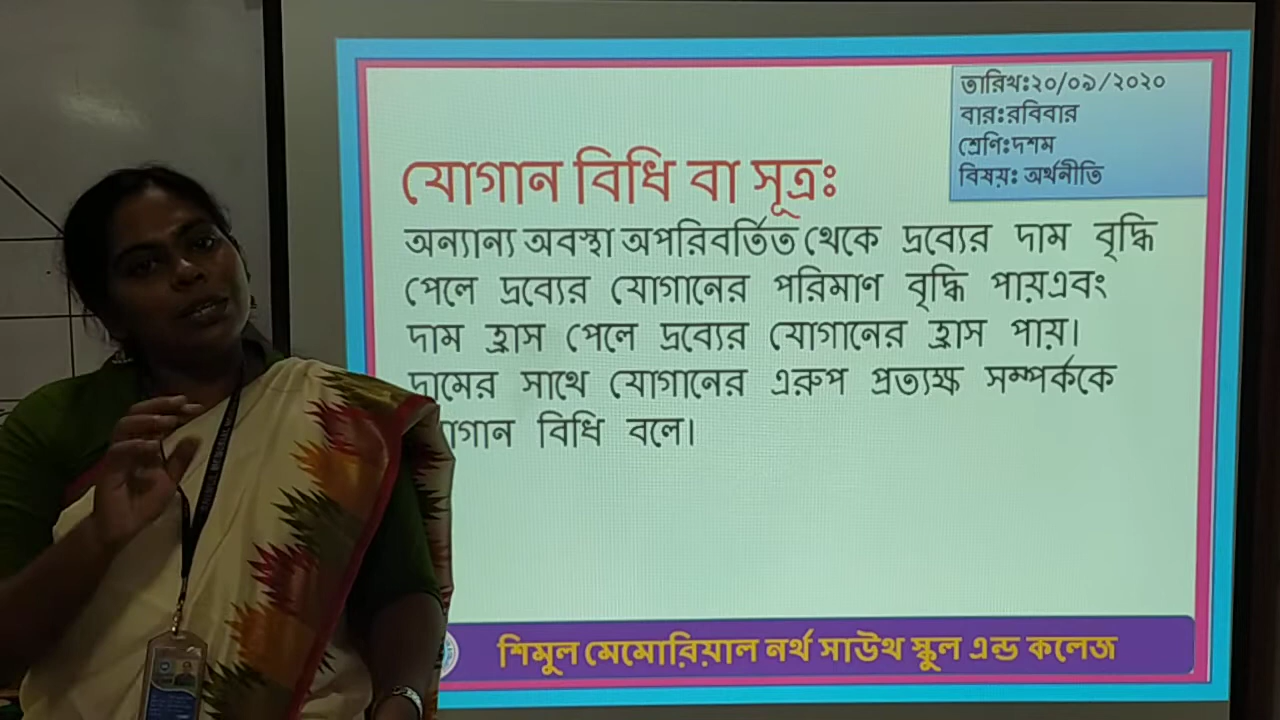 তারিখঃ২০/০৯/২০২০
বারঃরবিবার
শ্রেণিঃদশম
বিষয়ঃ অর্থনীতি
যোগান বিধি বা সূত্রঃ
অন্যান্য অবস্থা অপরিবর্তিত থেকে দ্রব্যের দাম বৃদ্ধি
পেলে দ্রব্যের যোগানের পরিমাণ বৃদ্ধি পায়এবং
দাম হ্রাস পেলে দ্রব্যের যোগানের হ্রাস পায়।
দামের সাথে যোগানের এরুপ প্রত্যক্ষ সম্পর্ককে
বিধি বলে।
শিমুল মেমোরিয়াল নর্থ সাউথ স্কুল এন্ড কলেজ